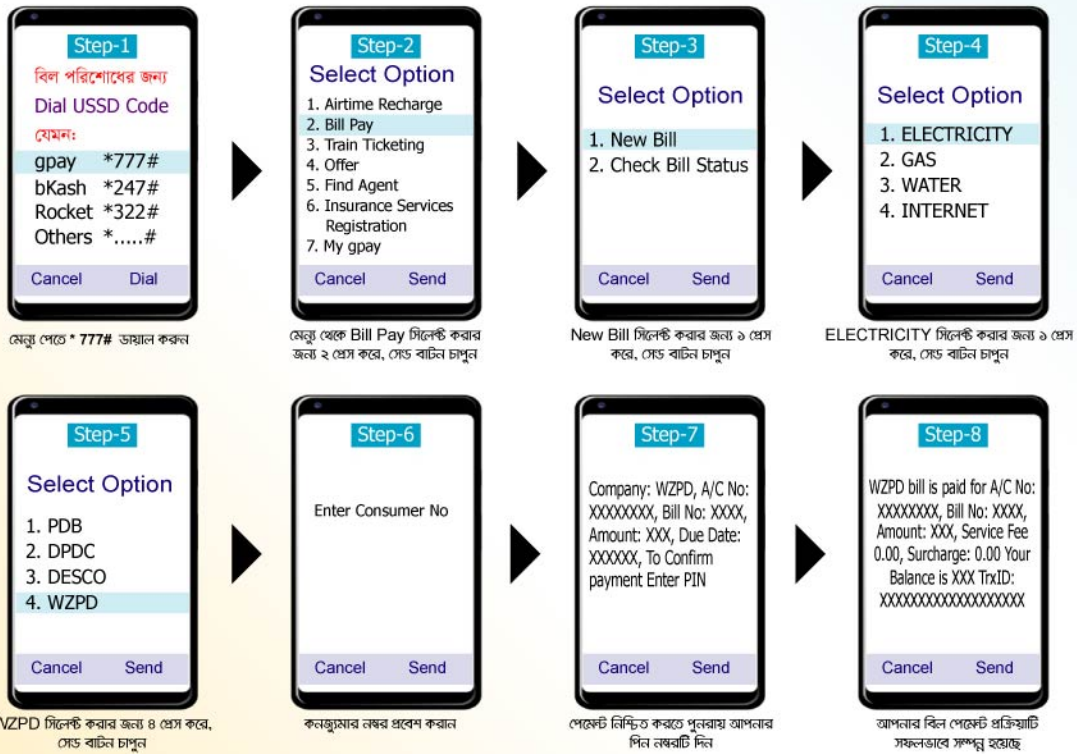 Step-1
বিল পরিশোধের জন্য
Dial USSD Code
যেমন:
gpay *777#
bKash *247#
Rocket *322#
Others *.....#
Cancel Dial
মেন্যু পেতে * 777# ডায়াল করুন
Step-2
Select Option
1. Airtime Recharge
2. Bill Pay
3. Train Ticketing
4. Offer
5. Find Agent
6. Insurance Services
Registration
7. My gpay
Cancel Send
মেন্যু থেকে Bill Pay সিলেক্ট করার
জন্য ২ প্রেস করে, সেন্ড বাটন চাপুন
Step-3
Select Option
1. New Bill
2. Check Bill Status
Cancel Send
New Bill সিলেক্ট করার জন্য ১ প্রেস
করে, সেন্ড বাটন চাপুন
Step-4
Select Option
1. ELECTRICITY
2. GAS
3. WATER
4. INTERNET
Cancel Send
ELECTRICITY সিলেক্ট করার জন্য ১ প্রেস
করে, সেন্ড বাটন চাপুন
Step-5
Select Option
1. PDB
2. DPDC
3. DESCO
4. WZPD
Cancel Send
WZPD সিলেক্ট করার জন্য ৪ প্রেস করে,
সেন্ড বাটন চাপুন
Step-6
Enter Consumer No
Cancel Send
কনজ্যুমার নম্বর প্রবেশ করান
Step-7
Company: WZPD, A/C No:
XXXXXXXX, Bill No: XXXX,
Amount: XXX, Due Date:
XXXXXX, To Confirm
payment Enter PIN
Cancel Send
পেমেন্ট নিশ্চিত করতে পুনরায় আপনার
পিন নম্বরটি দিন
Step-8
WZPD bill is paid for A/C No:
XXXXXXXX, Bill No: XXXX,
Amount: XXX, Service Fee
0.00, Surcharge: 0.00 Your
Balance is XXX TrxID:
XXXXXXXXXXXXXXXXXXX
Cancel Send
আপনার বিল পেমেন্ট প্রক্রিয়াটি
সফলভাবে সম্পন্ন হয়েছে